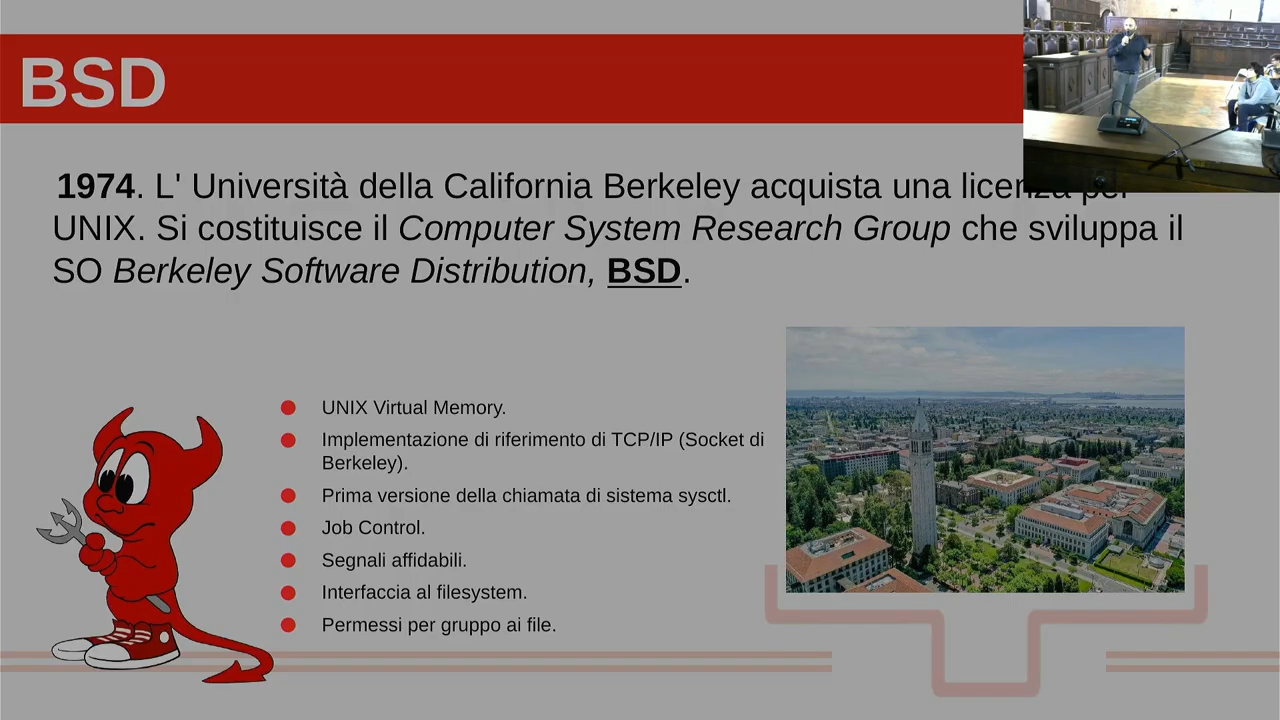 BSD
1974. L' Università della California Berkeley acquista una licenza per
UNIX. Si costituisce il Computer System Research Group che sviluppa il
SO Berkeley Software Distribution, BSD.
UNIX Virtual Memory.
Implementazione di riferimento di TCP/IP (Socket di
Berkeley).
Prima versione della chiamata di sistema sysctl.
Job Control.
Segnali affidabili.
Interfaccia al filesystem.
Permessi per gruppo ai file.